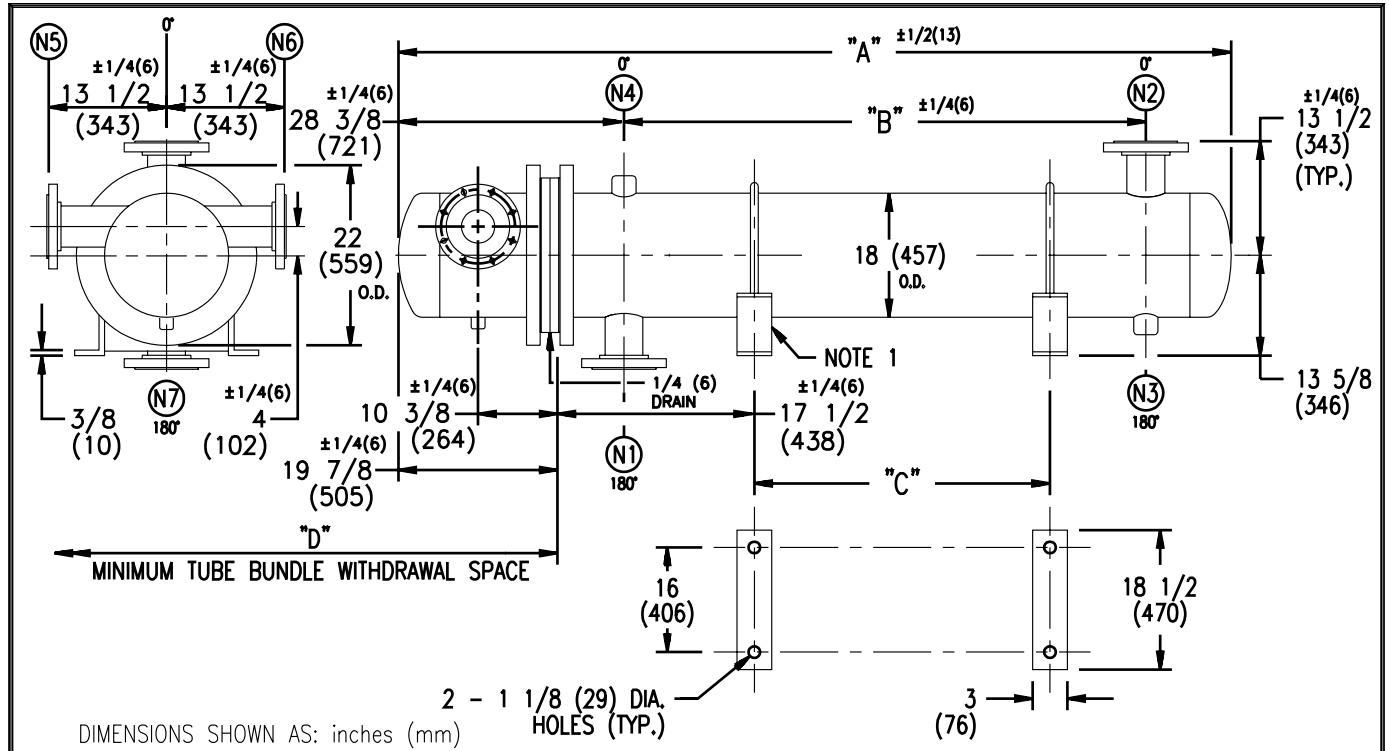 N5
0°
N6
±1/4(6)
13 1/2
(343)
±1/4(6)
13 1/2
(343)
±1/4(6)
28 3/8
(721)
"A" ±1/2(13)
0°
N4
"B" ±1/4(6)
0°
N2
±1/4(6)
13 1/2
(343)
(TYP.)
22
(559)
O.D.
18 (457)
O.D.
NOTE 1
3/8
(10)
N7
180°
±1/4(6)
4
(102)
±1/4(6)
10 3/8
(264)
1/4 (6)
DRAIN
±1/4(6)
17 1/2
(438)
N3
180°
13 5/8
(346)
±1/4(6)
19 7/8
(505)
N1
180°
"C"
"D"
MINIMUM TUBE BUNDLE WITHDRAWAL SPACE
16
(406)
18 1/2
(470)
2 - 1 1/8 (29) DIA.
HOLES (TYP.)
3
(76)
DIMENSIONS SHOWN AS: inches (mm)